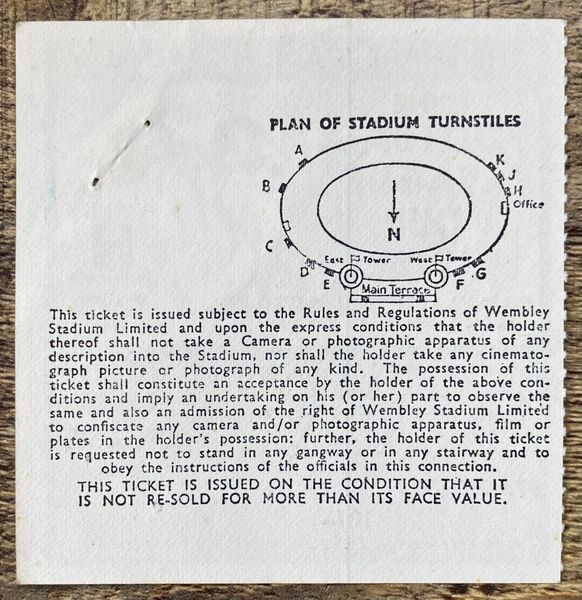 PLAN OF STADIUM TURNSTILES
A
K
J
B
H
Office
N
C
East Tower
West Tower
D
G
E
F
Main Terrace
This ticket is issued subject to the Rules and Regulations of Wembley
Stadium Limited and upon the express conditions that the holder
thereof shall not take a Camera or photographic apparatus of any
description into the Stadium, nor shall the holder take any cinemato-
graph picture or photograph of any kind. The possession of this
ticket shall constitute an acceptance by the holder of the above con-
ditions and imply an undertaking on his (or her) part to observe the
same and also an admission of the right of Wembley Stadium Limited
to confiscate any camera and/or photographic apparatus, film or
plates in the holder's possession: further, the holder of this ticket
is requested not to stand in any gangway or in any stairway and to
obey the instructions of the officials in this connection.
THIS TICKET IS ISSUED ON THE CONDITION THAT IT
IS NOT RE-SOLD FOR MORE THAN ITS FACE VALUE.